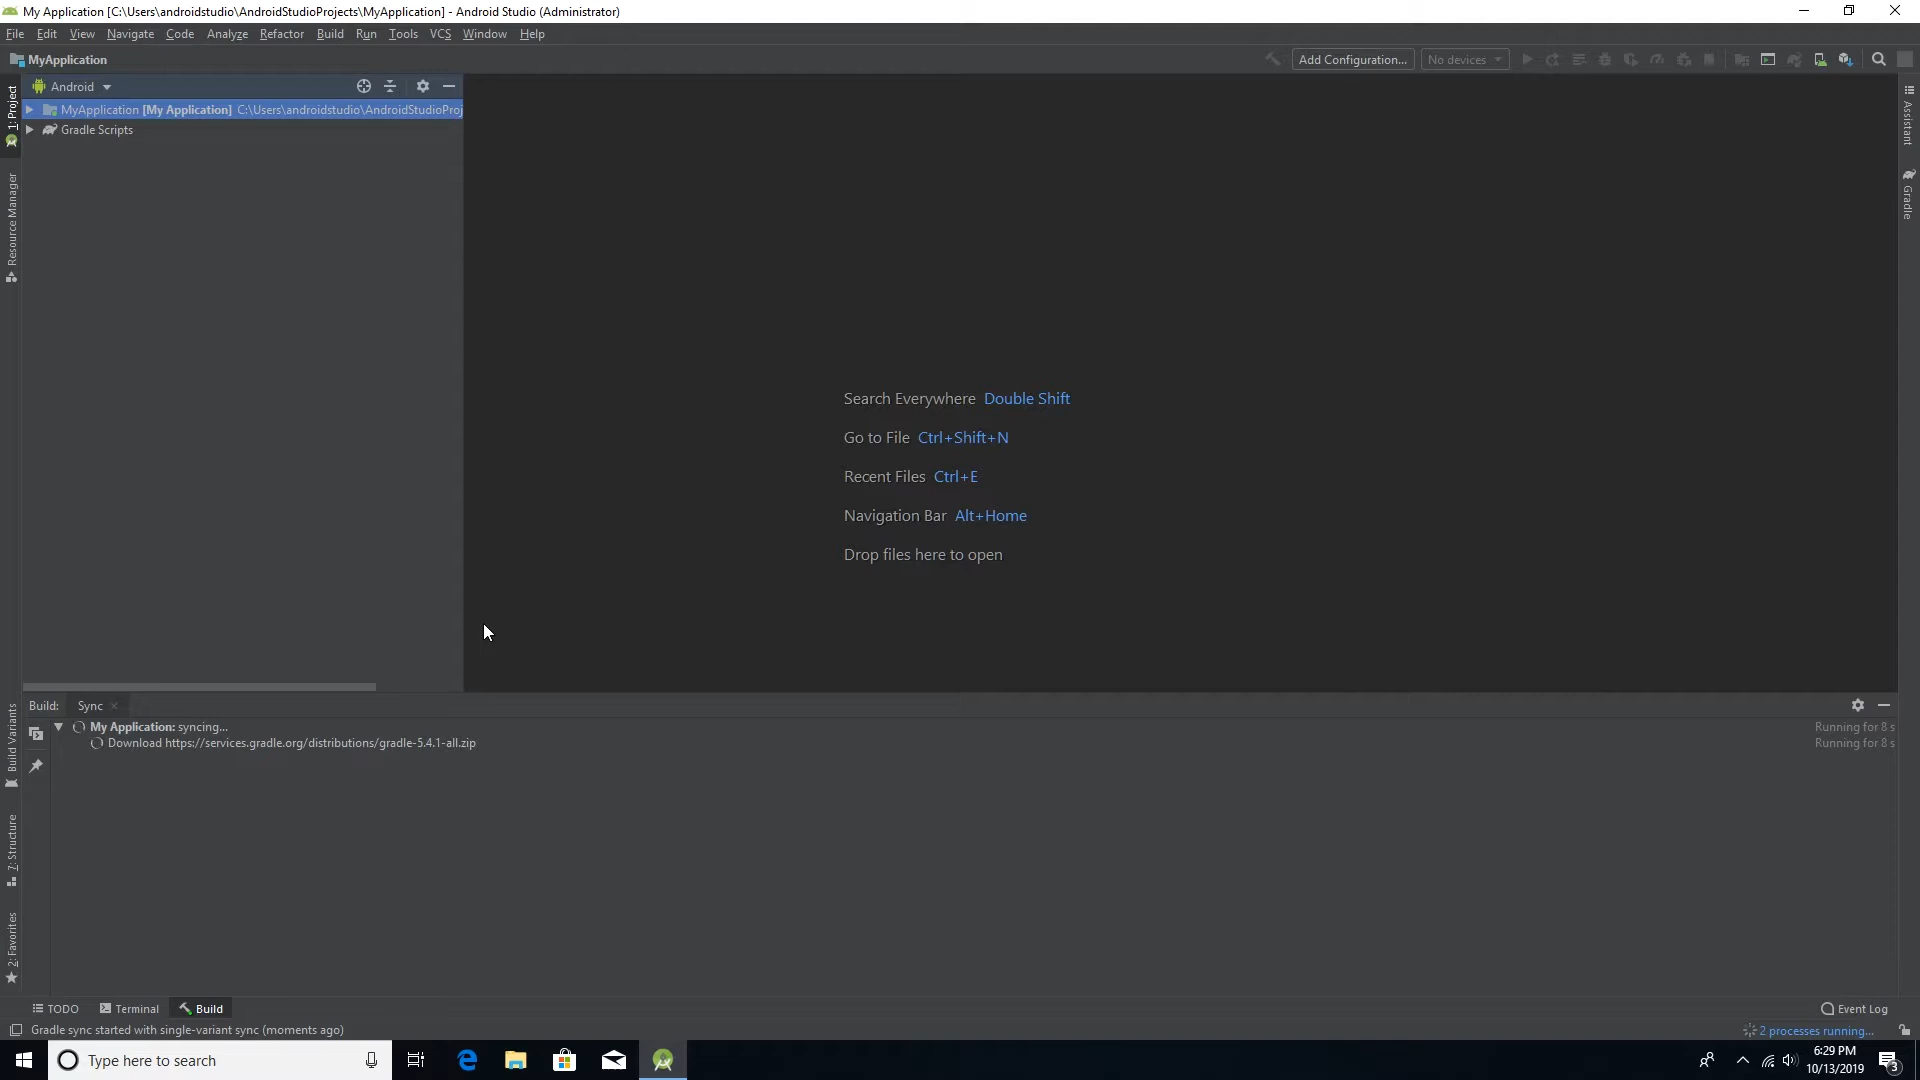 My Application [C:\Users\androidstudio\AndroidStudioProjects\MyApplication] - Android Studio (Administrator)
File Edit View Navigate Code Analyze Refactor Build Run Tools VCS Window Help
MyApplication
Add Configuration...
No devices
1: Project
Android
MyApplication [My Application] C:\Users\androidstudio\AndroidStudioProj
Gradle Scripts
Resource Manager
Assistant
Gradle
Search Everywhere Double Shift
Go to File Ctrl+Shift+N
Recent Files Ctrl+E
Navigation Bar Alt+Home
Drop files here to open
Build: Sync
My Application: syncing...
Running for 8 s
Download https://services.gradle.org/distributions/gradle-5.4.1-all.zip
Running for 8 s
Build Variants
7: Structure
2: Favorites
TODO Terminal Build
Event Log
Gradle sync started with single-variant sync (moments ago)
2 processes running...
Type here to search
6:29 PM
10/13/2019
3